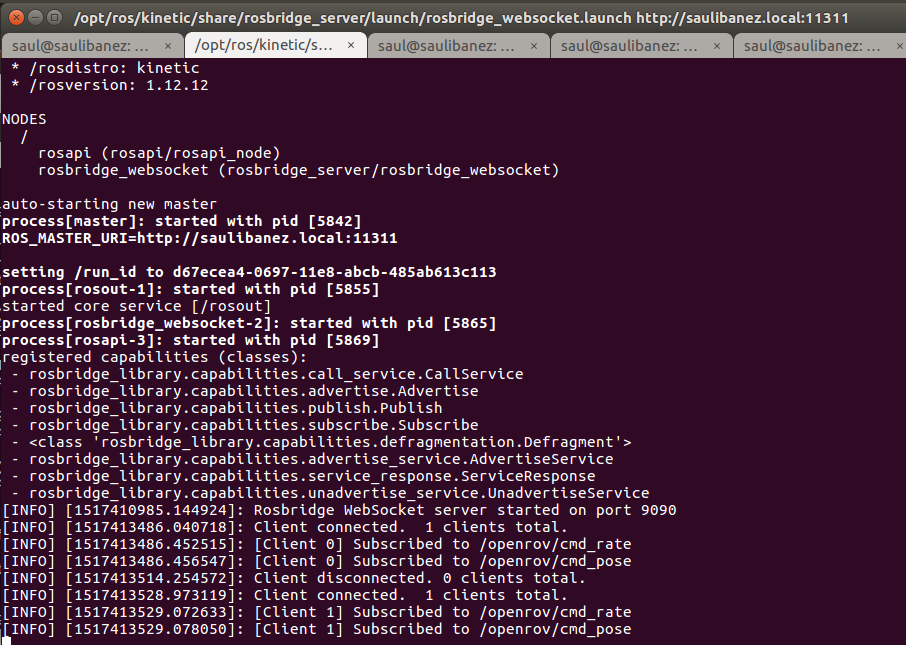 /opt/ros/kinetic/share/rosbridge_server/launch/rosbridge_websocket.launch http://saulibanez.local:11311
saul@saulibanez: ... × /opt/ros/kinetic/s... × saul@saulibanez: ... × saul@saulibanez: ... × saul@saulibanez: ... ×
* /rosdistro: kinetic
* /rosversion: 1.12.12
NODES
/
rosapi (rosapi/rosapi_node)
rosbridge_websocket (rosbridge_server/rosbridge_websocket)
auto-starting new master
process[master]: started with pid [5842]
ROS_MASTER_URI=http://saulibanez.local:11311
setting /run_id to d67ecea4-0697-11e8-abcb-485ab613c113
process[rosout-1]: started with pid [5855]
started core service [/rosout]
process[rosbridge_websocket-2]: started with pid [5865]
process[rosapi-3]: started with pid [5869]
registered capabilities (classes):
- rosbridge_library.capabilities.call_service.CallService
- rosbridge_library.capabilities.advertise.Advertise
- rosbridge_library.capabilities.publish.Publish
- rosbridge_library.capabilities.subscribe.Subscribe
- <class 'rosbridge_library.capabilities.defragmentation.Defragment'>
- rosbridge_library.capabilities.advertise_service.AdvertiseService
- rosbridge_library.capabilities.service_response.ServiceResponse
- rosbridge_library.capabilities.unadvertise_service.UnadvertiseService
[INFO] [1517410985.144924]: Rosbridge WebSocket server started on port 9090
[INFO] [1517413486.040718]: Client connected.  1 clients total.
[INFO] [1517413486.452515]: [Client 0] Subscribed to /openrov/cmd_rate
[INFO] [1517413486.456547]: [Client 0] Subscribed to /openrov/cmd_pose
[INFO] [1517413514.254572]: Client disconnected. 0 clients total.
[INFO] [1517413528.973119]: Client connected.  1 clients total.
[INFO] [1517413529.072633]: [Client 1] Subscribed to /openrov/cmd_rate
[INFO] [1517413529.078050]: [Client 1] Subscribed to /openrov/cmd_pose